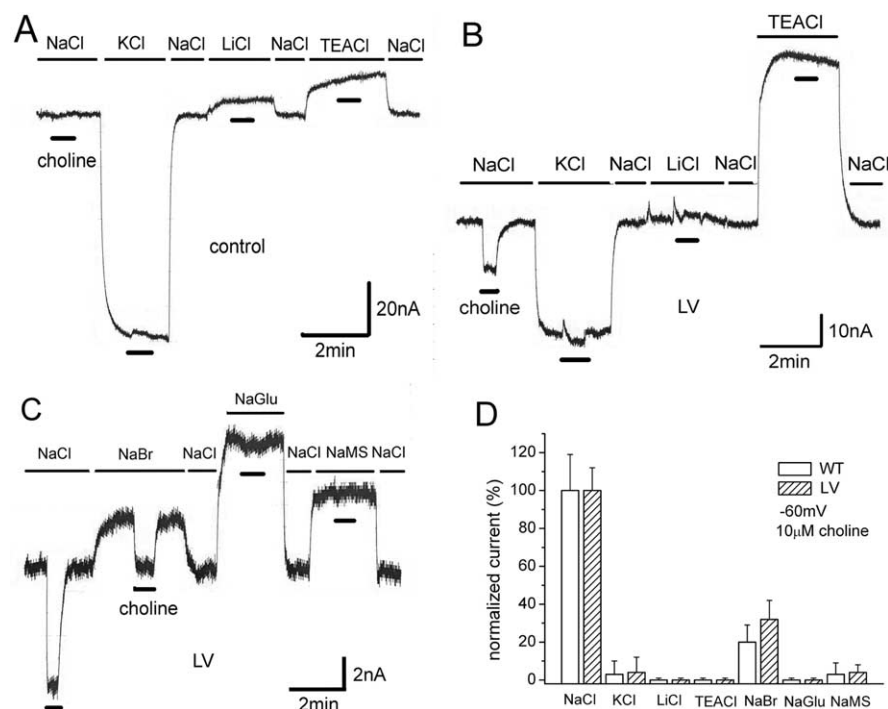 A
NaCl KCl NaCl LiCl NaCl TEACl NaCl
choline
control
20nA
2min
B
TEACl
NaCl KCl NaCl LiCl NaCl NaCl
choline
LV
10nA
2min
C
NaGlu
NaCl NaBr NaCl NaCl NaMS NaCl
choline
LV
2nA
2min
D
normalized current (%)
120
100
80
60
40
20
0
WT
LV
-60mV
10μM choline
NaCl KCl LiCl TEACl NaBr NaGlu NaMS